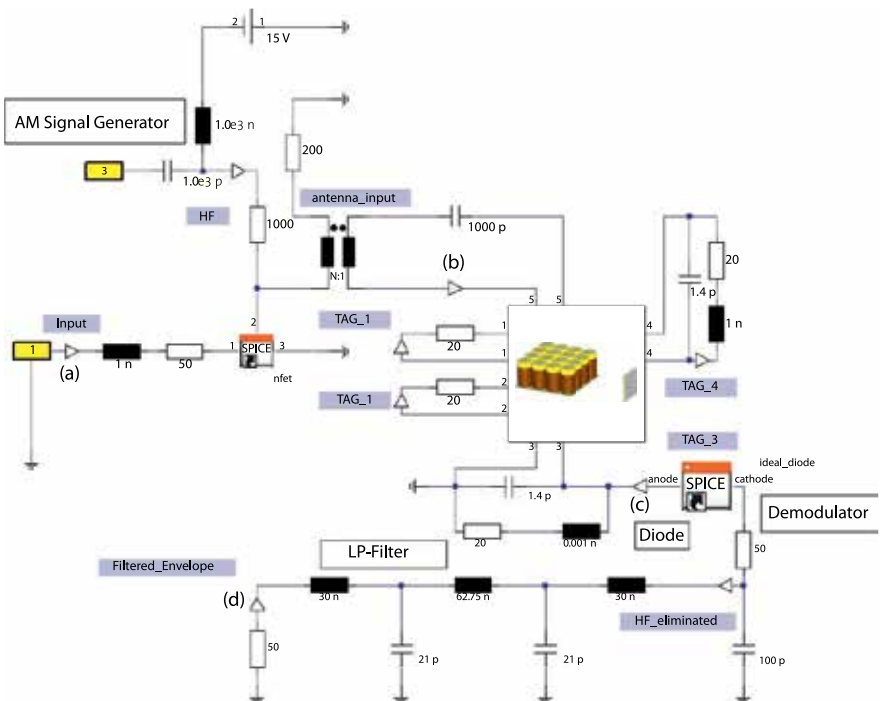 2
1
15 V
AM Signal Generator
1.0e3 n
200
3
1.0e3 p
antenna_input
HF
1000
1000 p
N:1
(b)
20
1.4 p
1 n
5
5
Input
TAG_1
2
1
1
SPICE
3
(a)
1 n
50
nfet
1
20
1
4
4
TAG_1
2
20
2
TAG_4
3
3
TAG_3
ideal_diode
anode
SPICE
cathode
1.4 p
(c)
Demodulator
20
0.001 n
Diode
50
LP-Filter
Filtered_Envelope
(d)
30 n
62.75 n
30 n
HF_eliminated
50
21 p
21 p
100 p